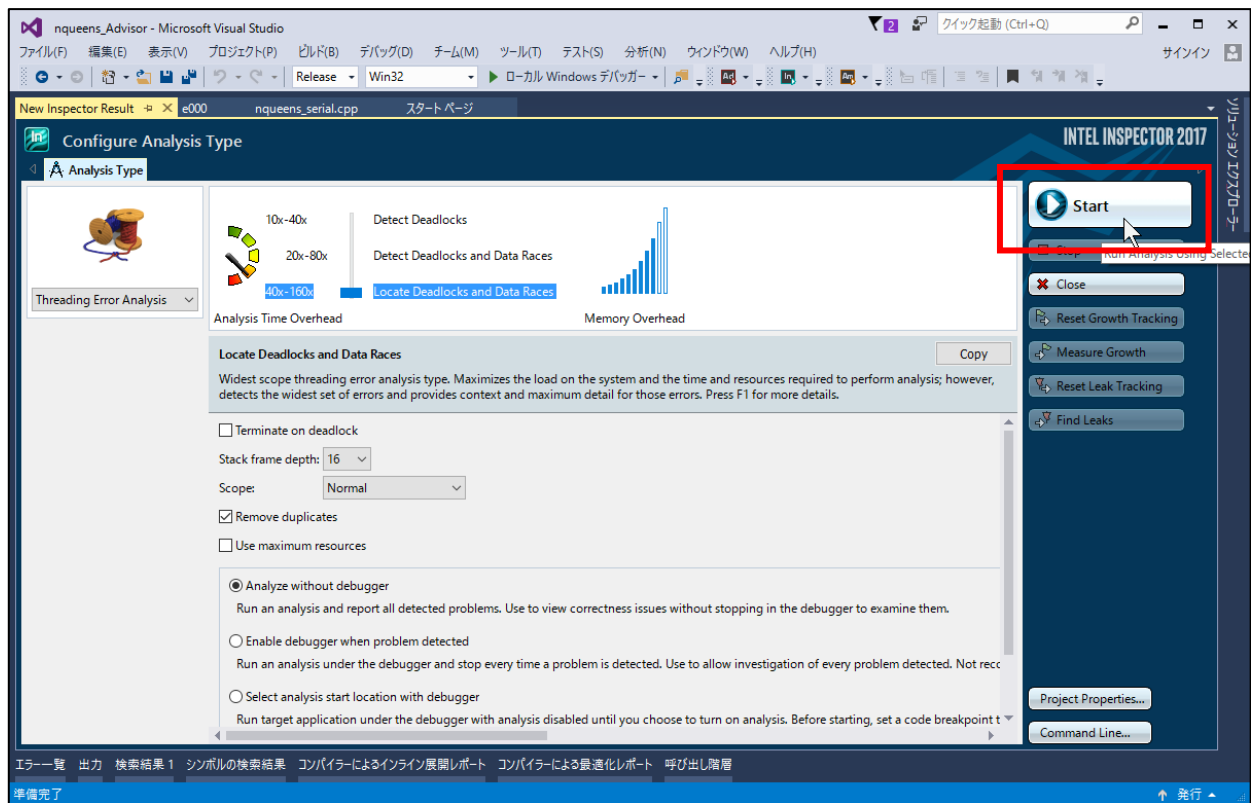 nqueens_Advisor - Microsoft Visual Studio
2
クイック起動 (Ctrl+Q)
ファイル(F) 編集(E) 表示(V) プロジェクト(P) ビルド(B) デバッグ(D) チーム(M) ツール(T) テスト(S) 分析(N) ウィンドウ(W) ヘルプ(H)
サインイン
Release Win32 ローカル Windows デバッガー
New Inspector Result e000 nqueens_serial.cpp スタート ページ
ソリューション エクスプローラー
Configure Analysis Type
INTEL INSPECTOR 2017
Analysis Type
10x-40x Detect Deadlocks
20x-80x Detect Deadlocks and Data Races
40x-160x Locate Deadlocks and Data Races
Analysis Time Overhead Memory Overhead
Threading Error Analysis
Start
Stop
Run Analysis Using Selected
Close
Reset Growth Tracking
Measure Growth
Reset Leak Tracking
Find Leaks
Locate Deadlocks and Data Races
Copy
Widest scope threading error analysis type. Maximizes the load on the system and the time and resources required to perform analysis; however,
detects the widest set of errors and provides context and maximum detail for those errors. Press F1 for more details.
Terminate on deadlock
Stack frame depth: 16
Scope: Normal
Remove duplicates
Use maximum resources
Analyze without debugger
Run an analysis and report all detected problems. Use to view correctness issues without stopping in the debugger to examine them.
Enable debugger when problem detected
Run an analysis under the debugger and stop every time a problem is detected. Use to allow investigation of every problem detected. Not recc
Select analysis start location with debugger
Run target application under the debugger with analysis disabled until you choose to turn on analysis. Before starting, set a code breakpoint t
Project Properties...
Command Line...
エラー一覧 出力 検索結果 1 シンボルの検索結果 コンパイラーによるインライン展開レポート コンパイラーによる最適化レポート 呼び出し階層
準備完了
発行